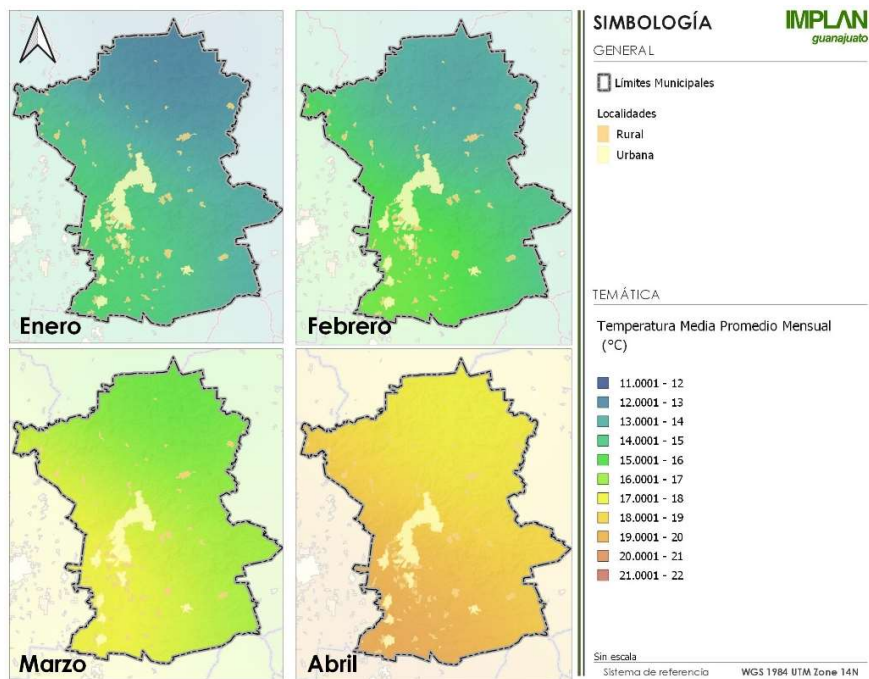 Enero
Febrero
Marzo
Abril
SIMBOLOGÍA
IMPLAN
guanajuato
GENERAL
Límites Municipales
Localidades
Rural
Urbana
TEMÁTICA
Temperatura Media Promedio Mensual
(°C)
11.0001 - 12
12.0001 - 13
13.0001 - 14
14.0001 - 15
15.0001 - 16
16.0001 - 17
17.0001 - 18
18.0001 - 19
19.0001 - 20
20.0001 - 21
21.0001 - 22
Sin escala
Sistema de referencia WGS 1984 UTM Zone 14N